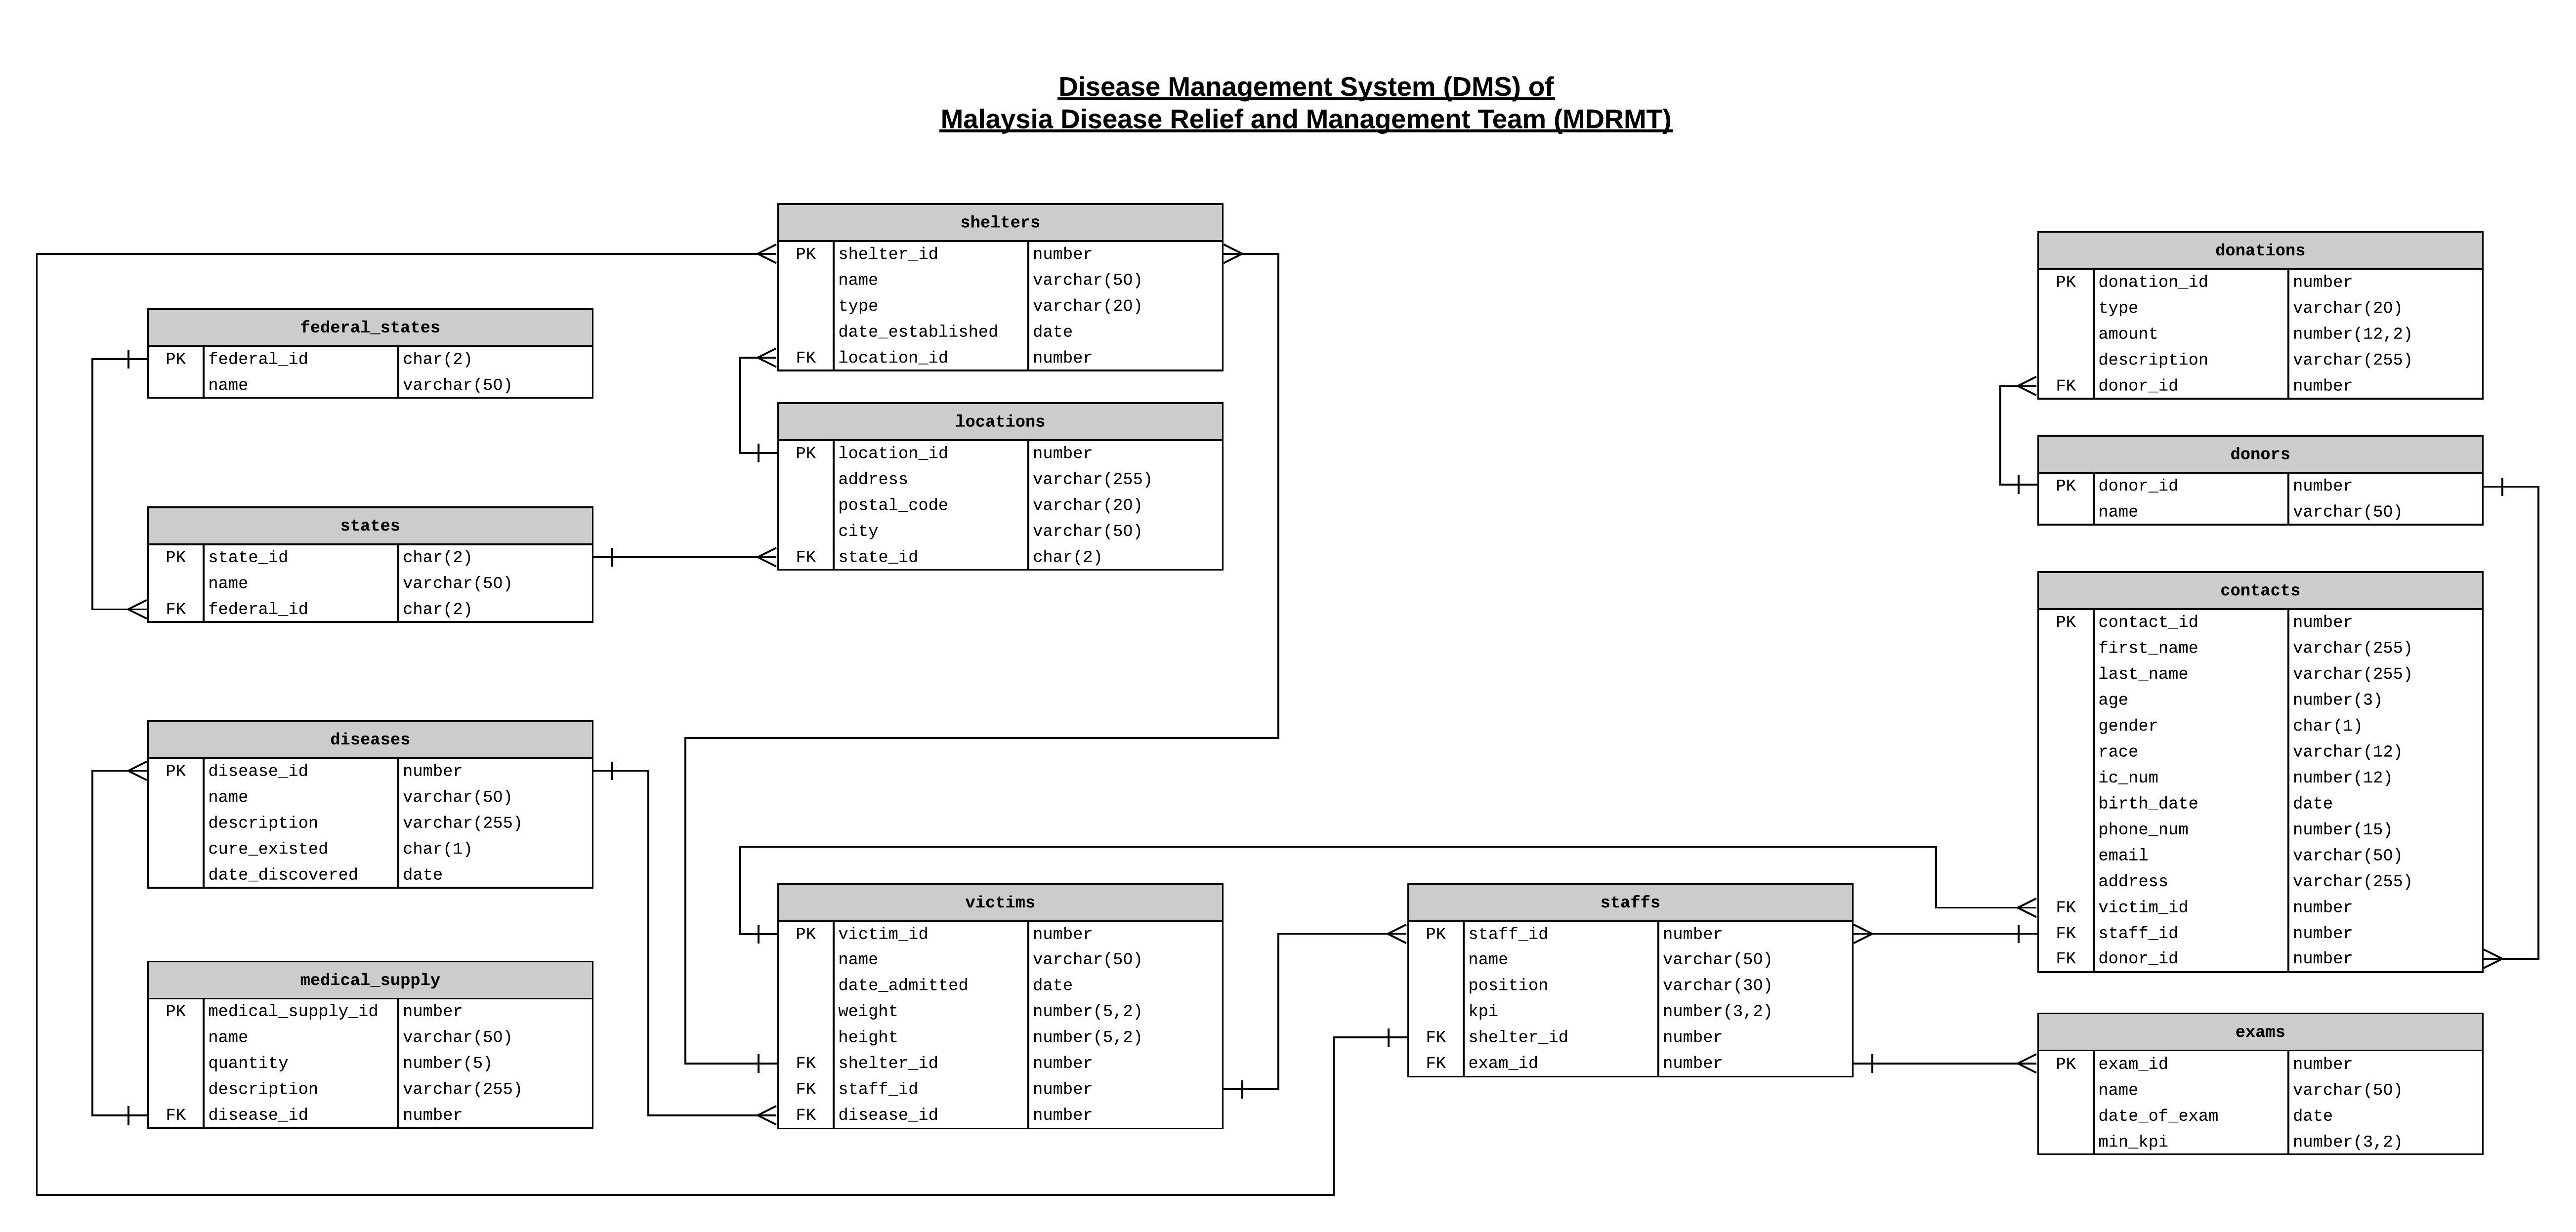 Disease Management System (DMS) of
Malaysia Disease Relief and Management Team (MDRMT)
shelters
PK shelter_id number
name varchar(50)
type varchar(20)
date_established date
FK location_id number
federal_states
PK federal_id char(2)
name varchar(50)
locations
PK location_id number
address varchar(255)
postal_code varchar(20)
city varchar(50)
FK state_id char(2)
states
PK state_id char(2)
name varchar(50)
FK federal_id char(2)
donations
PK donation_id number
type varchar(20)
amount number(12,2)
description varchar(255)
FK donor_id number
donors
PK donor_id number
name varchar(50)
contacts
PK contact_id number
first_name varchar(255)
last_name varchar(255)
age number(3)
gender char(1)
race varchar(12)
ic_num number(12)
birth_date date
phone_num number(15)
email varchar(50)
address varchar(255)
FK victim_id number
FK staff_id number
FK donor_id number
diseases
PK disease_id number
name varchar(50)
description varchar(255)
cure_existed char(1)
date_discovered date
medical_supply
PK medical_supply_id number
name varchar(50)
quantity number(5)
description varchar(255)
FK disease_id number
victims
PK victim_id number
name varchar(50)
date_admitted date
weight number(5,2)
height number(5,2)
FK shelter_id number
FK staff_id number
FK disease_id number
staffs
PK staff_id number
name varchar(50)
position varchar(30)
kpi number(3,2)
FK shelter_id number
FK exam_id number
exams
PK exam_id number
name varchar(50)
date_of_exam date
min_kpi number(3,2)